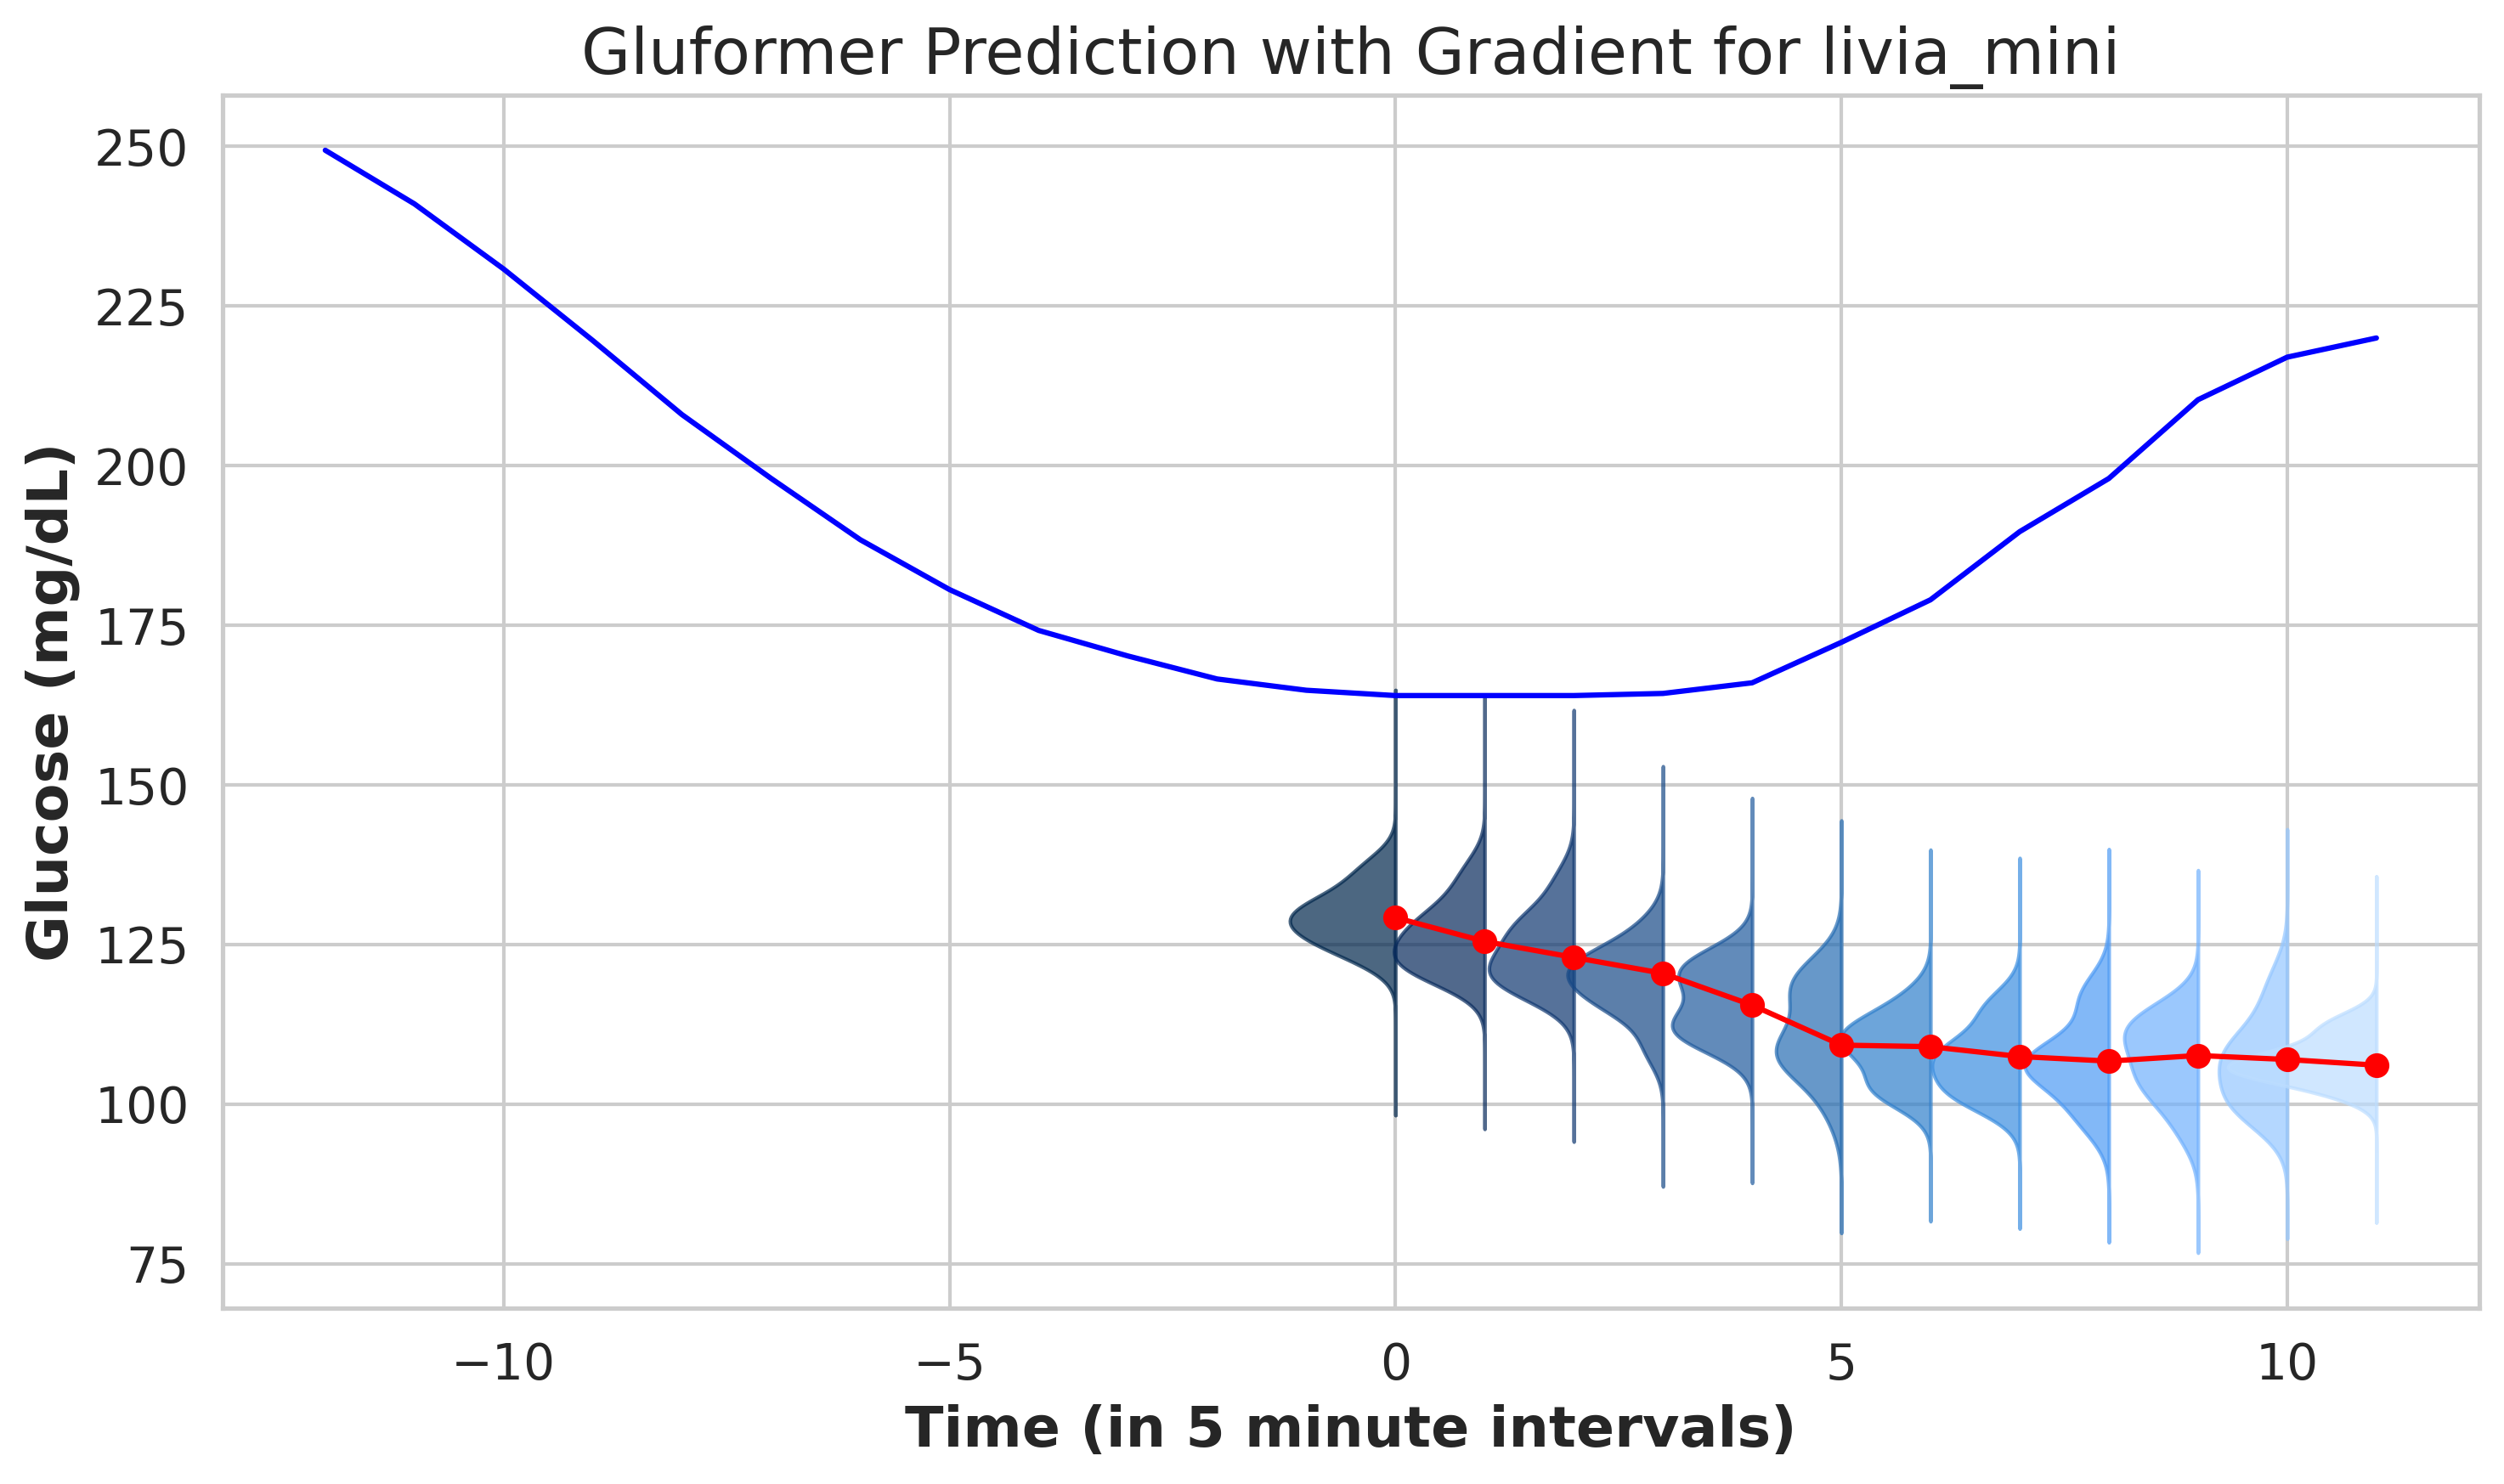 Gluformer Prediction with Gradient for livia_mini
250
225
200
175
150
125
100
75
Glucose (mg/dL)
−10 −5 0 5 10
Time (in 5 minute intervals)